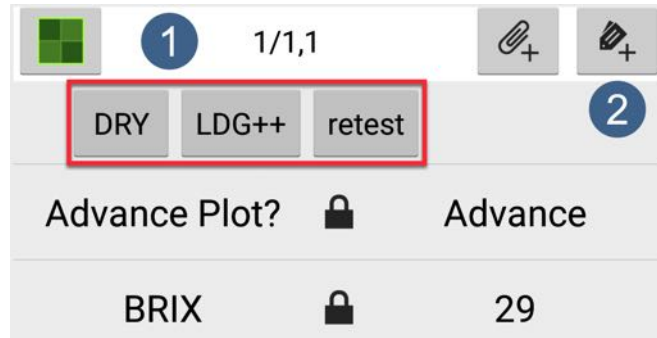 1 1/1,1
2
DRY LDG++ retest
Advance Plot? Advance
BRIX 29